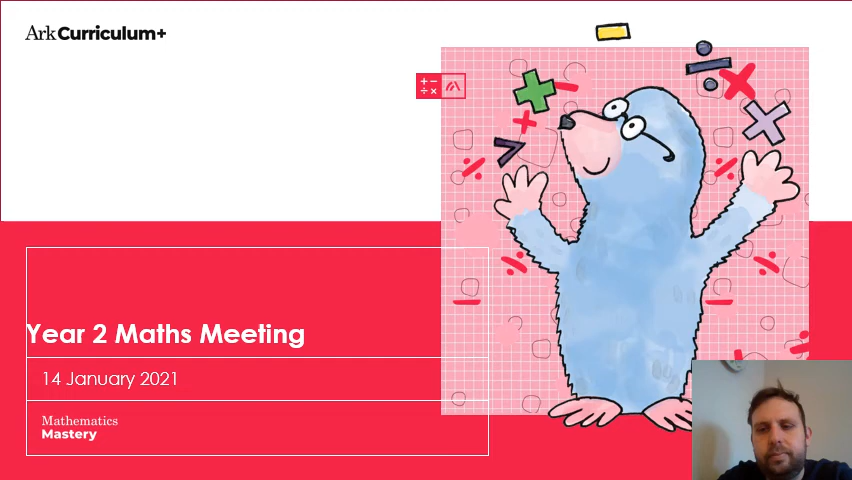 ArkCurriculum+
Year 2 Maths Meeting
14 January 2021
Mathematics
Mastery